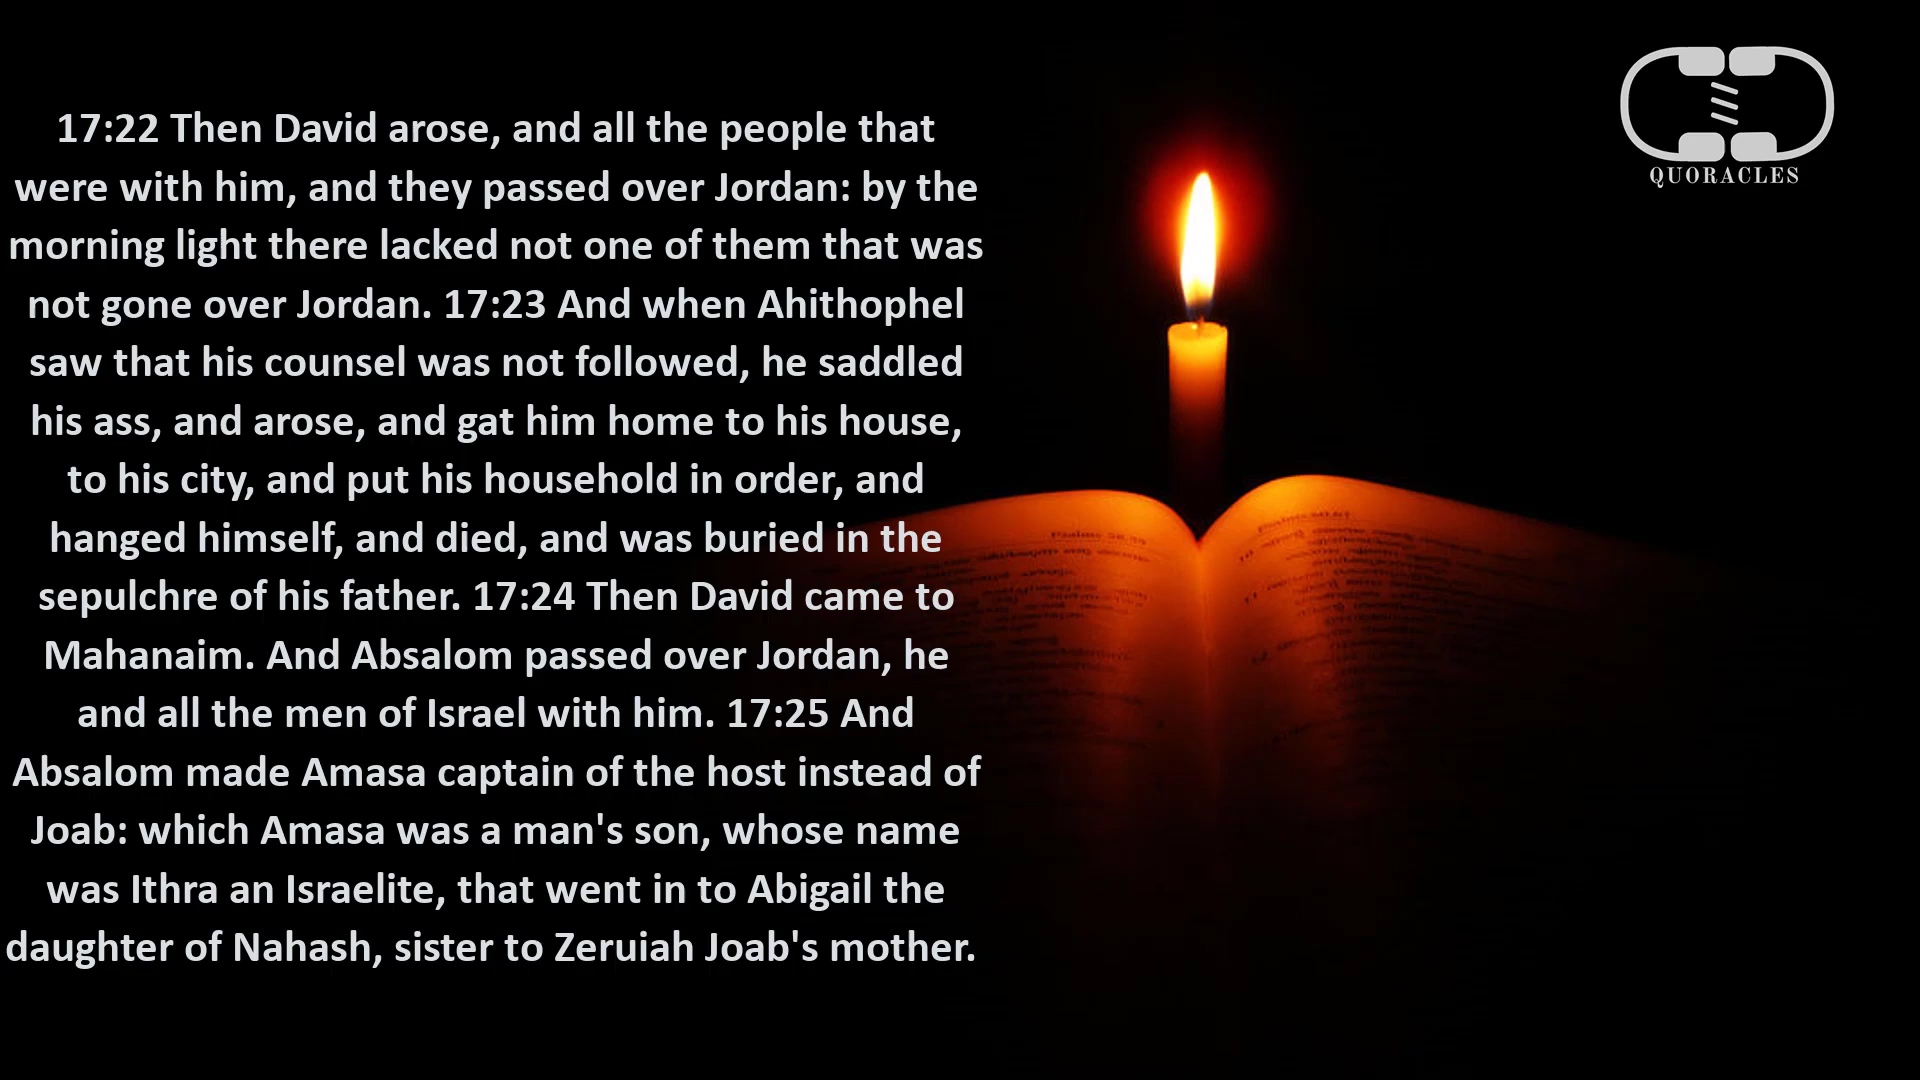 17:22 Then David arose, and all the people that
were with him, and they passed over Jordan: by the
morning light there lacked not one of them that was
not gone over Jordan. 17:23 And when Ahithophel
saw that his counsel was not followed, he saddled
his ass, and arose, and gat him home to his house,
to his city, and put his household in order, and
hanged himself, and died, and was buried in the
sepulchre of his father. 17:24 Then David came to
Mahanaim. And Absalom passed over Jordan, he
and all the men of Israel with him. 17:25 And
Absalom made Amasa captain of the host instead of
Joab: which Amasa was a man's son, whose name
was Ithra an Israelite, that went in to Abigail the
daughter of Nahash, sister to Zeruiah Joab's mother.
QUORACLES